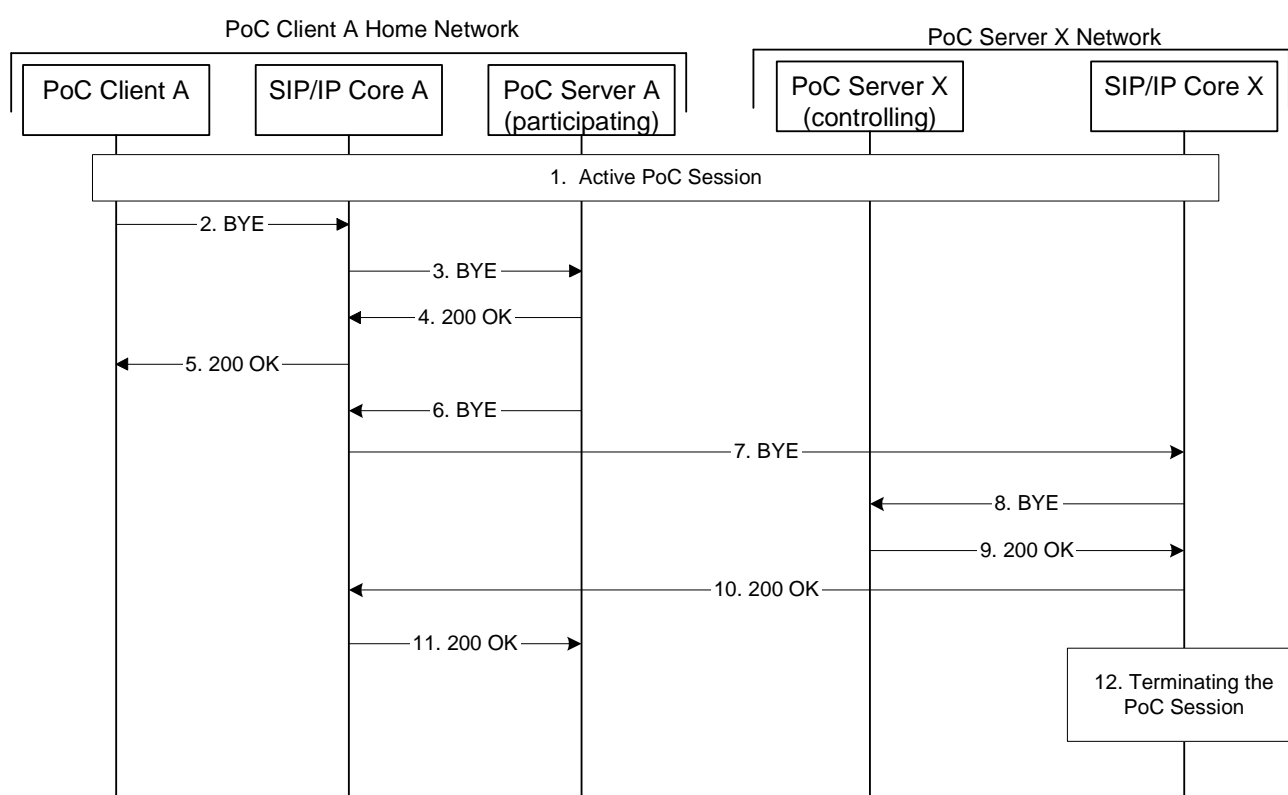 PoC Client A Home Network
PoC Server X Network
PoC Client A
SIP/IP Core A
PoC Server A
(participating)
PoC Server X
(controlling)
SIP/IP Core X
1. Active PoC Session
2. BYE
3. BYE
4. 200 OK
5. 200 OK
6. BYE
7. BYE
8. BYE
9. 200 OK
10. 200 OK
11. 200 OK
12. Terminating the
PoC Session